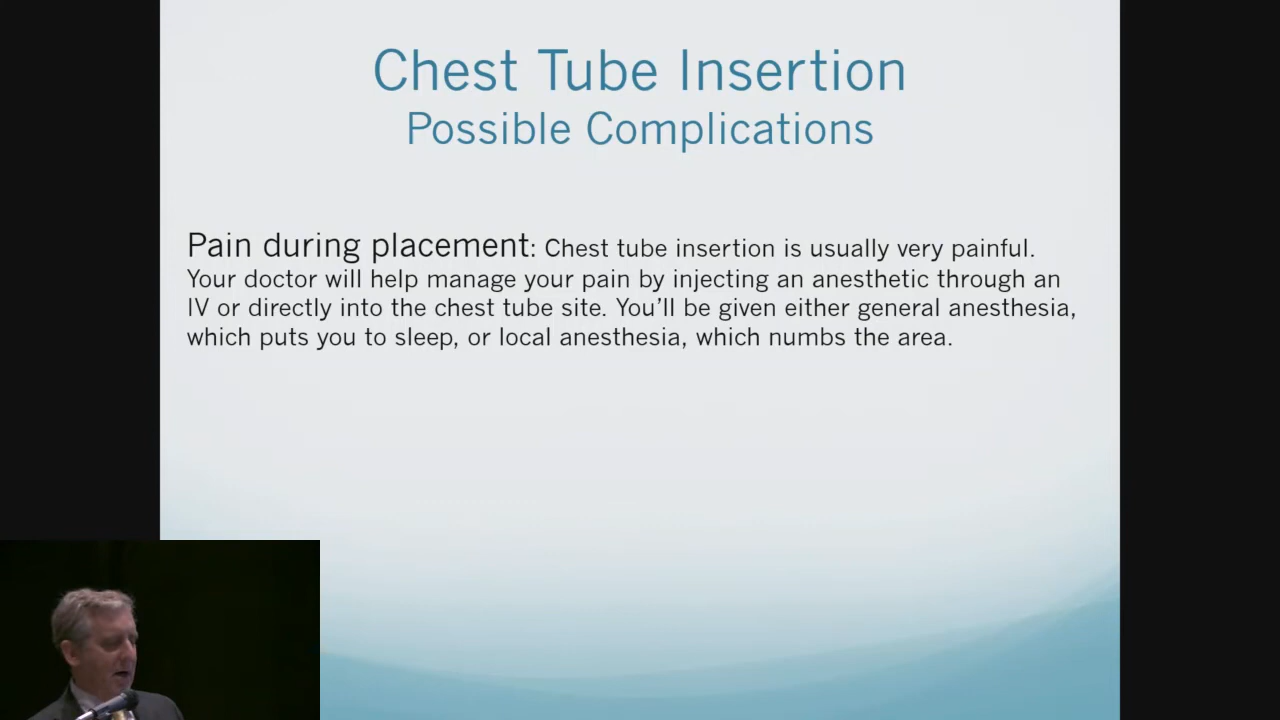 Chest Tube Insertion
Possible Complications
Pain during placement: Chest tube insertion is usually very painful.
Your doctor will help manage your pain by injecting an anesthetic through an
IV or directly into the chest tube site. You’ll be given either general anesthesia,
which puts you to sleep, or local anesthesia, which numbs the area.